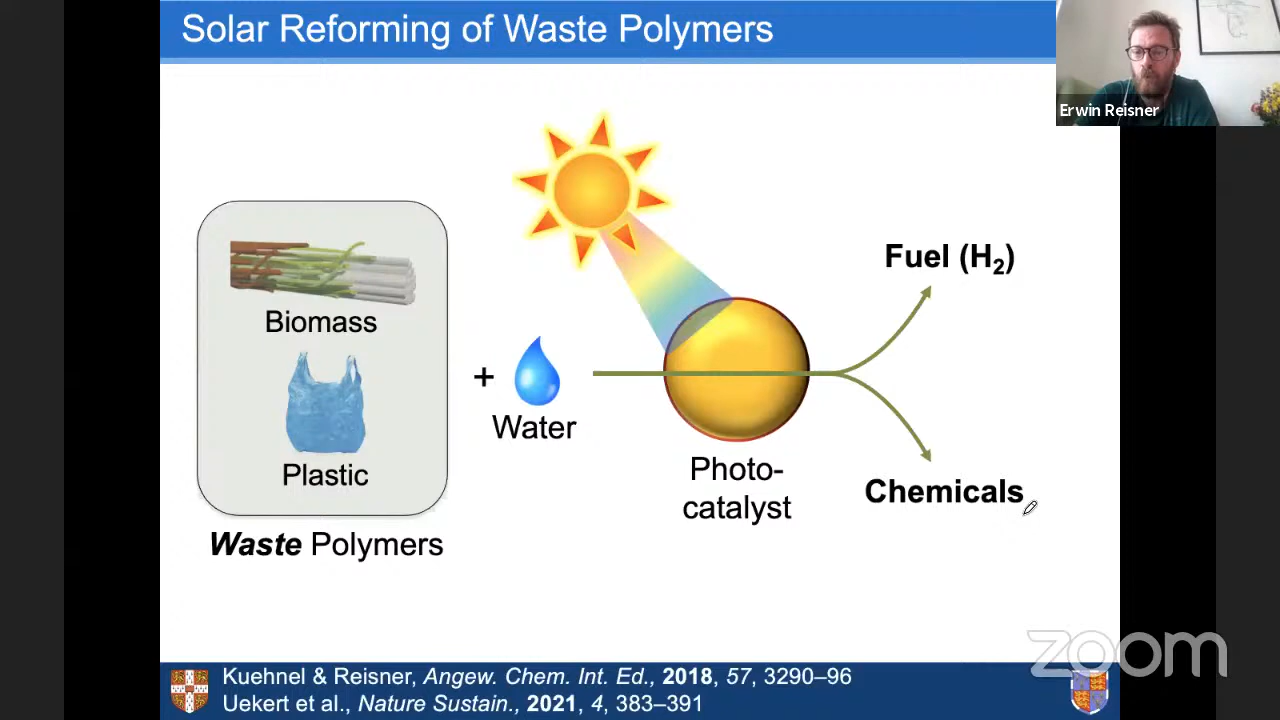 Solar Reforming of Waste Polymers
Erwin Reisner
Fuel (H₂)
Biomass
+
Water
Plastic
Photo-
catalyst
Chemicals
Waste Polymers
zoom
Kuehnel & Reisner, Angew. Chem. Int. Ed., 2018, 57, 3290–96
Uekert et al., Nature Sustain., 2021, 4, 383–391